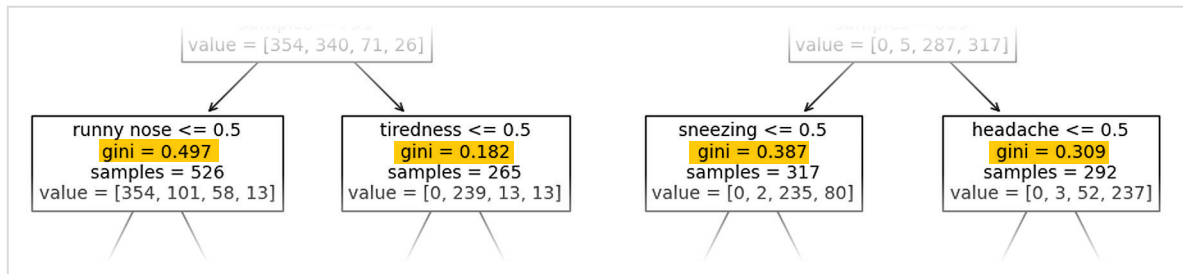 value = [354, 340, 71, 26]
value = [0, 5, 287, 317]
runny nose <= 0.5
gini = 0.497
samples = 526
value = [354, 101, 58, 13]
tiredness <= 0.5
gini = 0.182
samples = 265
value = [0, 239, 13, 13]
sneezing <= 0.5
gini = 0.387
samples = 317
value = [0, 2, 235, 80]
headache <= 0.5
gini = 0.309
samples = 292
value = [0, 3, 52, 237]